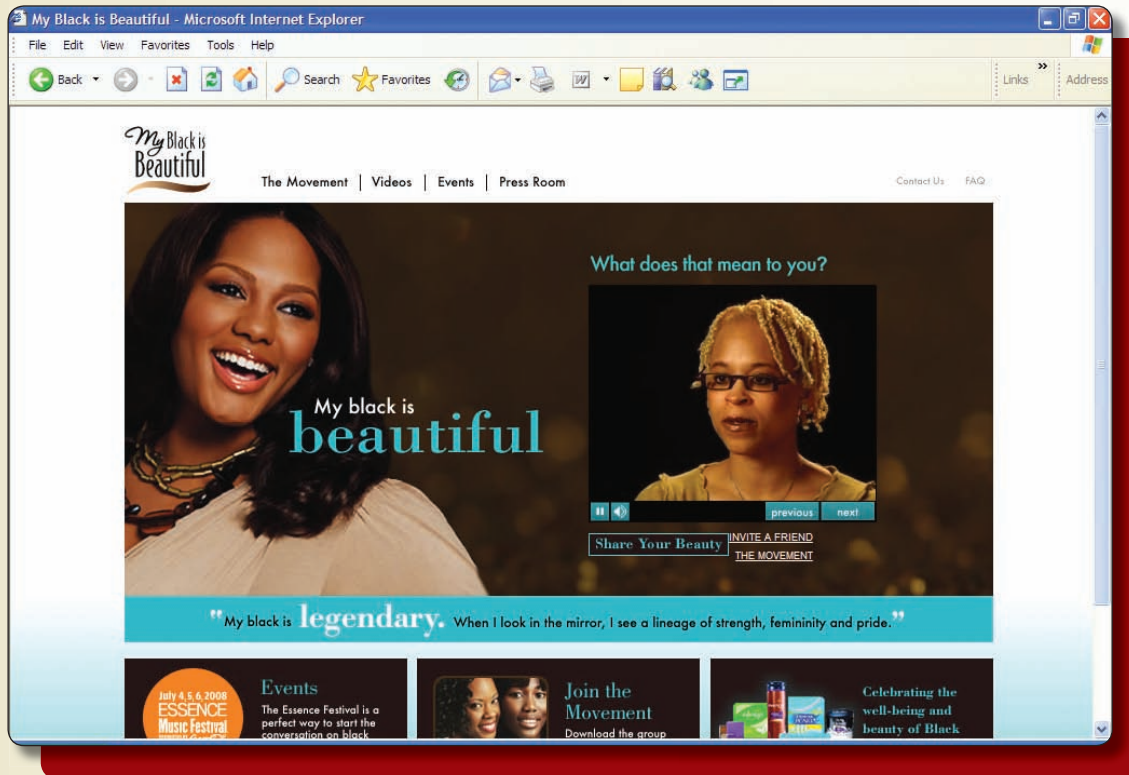 My Black is Beautiful - Microsoft Internet Explorer
File Edit View Favorites Tools Help
Back Search Favorites Links » Address
My Black is
Beautiful
The Movement | Videos | Events | Press Room
Contact Us FAQ
What does that mean to you?
My black is
beautiful
previous next
Share Your Beauty INVITE A FRIEND
THE MOVEMENT
“My black is legendary. When I look in the mirror, I see a lineage of strength, femininity and pride.”
July 4, 5, 6, 2008
ESSENCE
Music Festival
Events
The Essence Festival is a
perfect way to start the
conversation on black
Join the
Movement
Download the group
always
Celebrating the
well-being and
beauty of Black